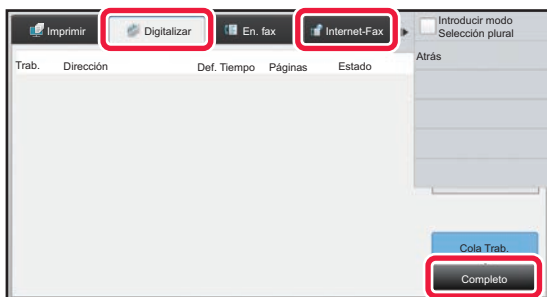 Imprimir Digitalizar En. fax Internet-Fax
Introducir modo
Selección plural
Atrás
Trab. Dirección Def. Tiempo Páginas Estado
Cola Trab.
Completo